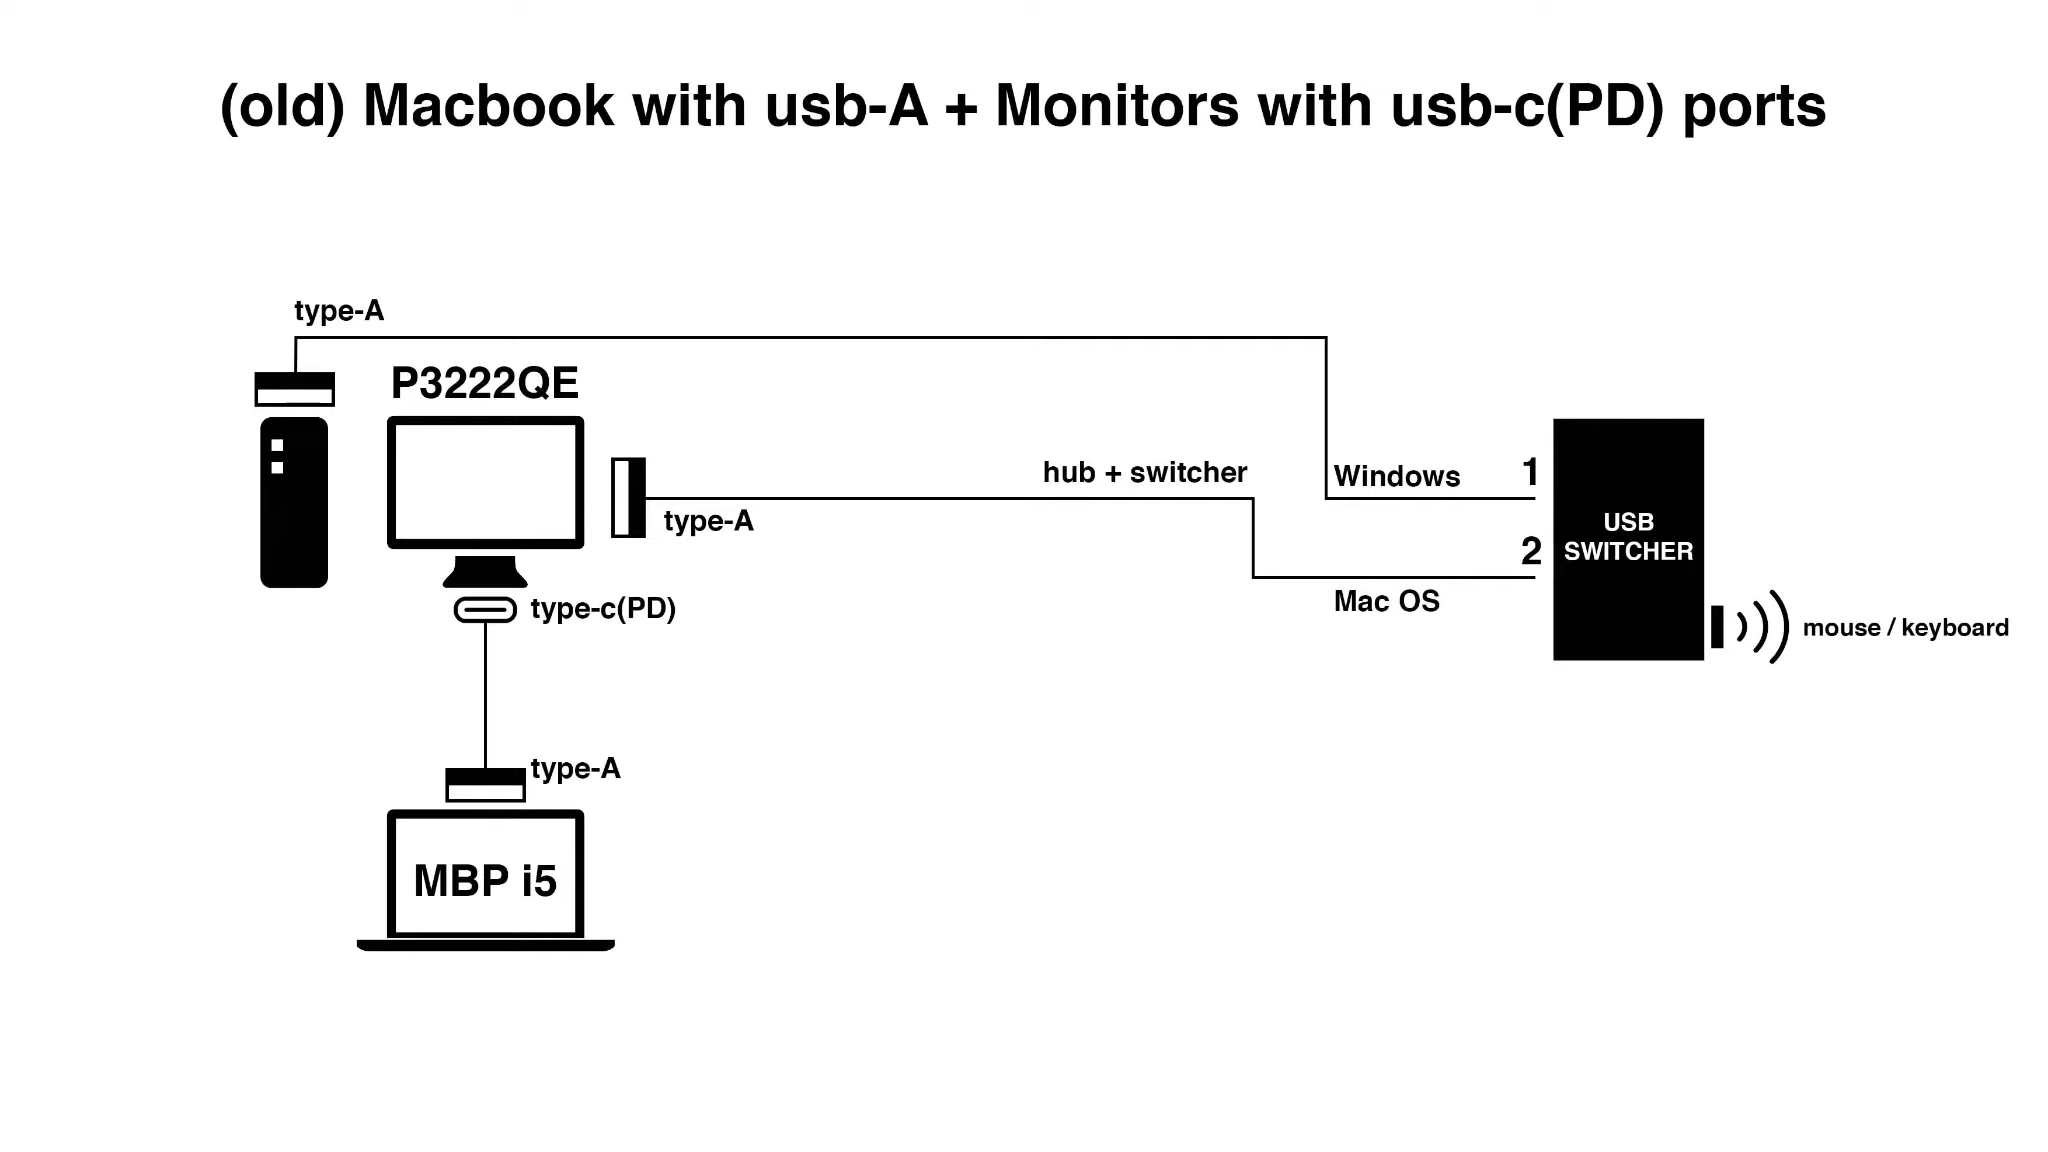 (old) Macbook with usb-A + Monitors with usb-c(PD) ports
type-A
P3222QE
hub + switcher
type-A
Windows
1
2
Mac OS
USB
SWITCHER
mouse / keyboard
type-c(PD)
type-A
MBP i5